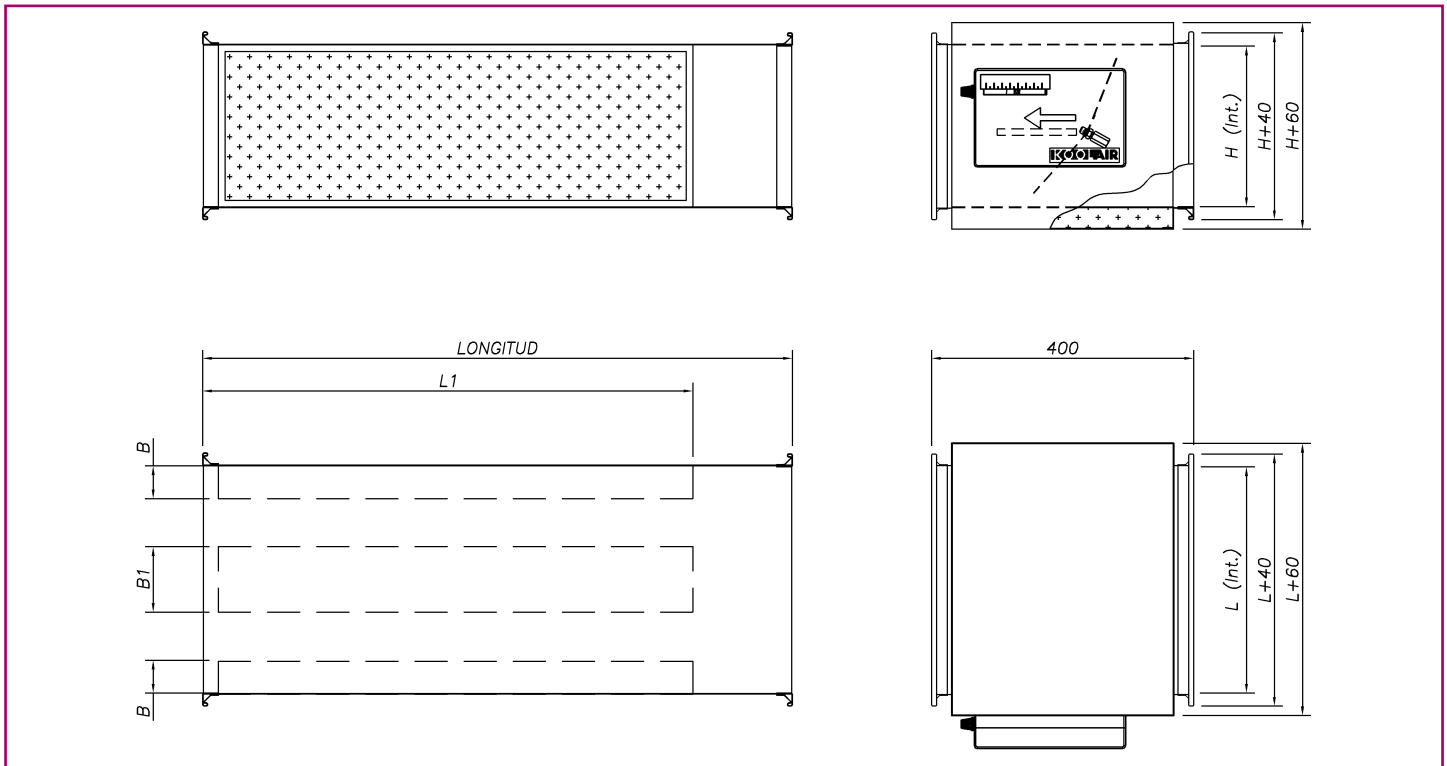 KOOLAIR
H (Int.)
H+40
H+60
LONGITUD
L1
B
B1
B
400
L (Int.)
L+40
L+60